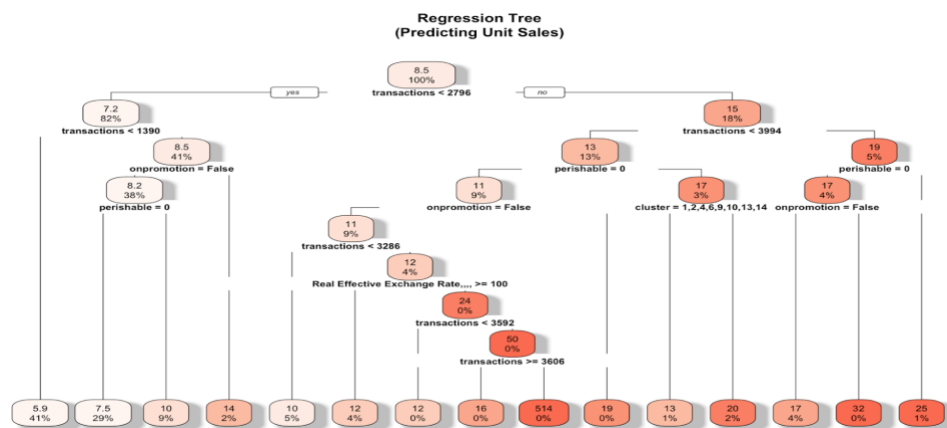 Regression Tree
(Predicting Unit Sales)
8.5
100%
yes
transactions < 2796
no
7.2
82%
transactions < 1390
15
18%
transactions < 3994
8.5
41%
onpromotion = False
13
13%
perishable = 0
19
5%
perishable = 0
8.2
38%
perishable = 0
11
9%
onpromotion = False
17
3%
cluster = 1,2,4,6,9,10,13,14
17
4%
onpromotion = False
11
9%
transactions < 3286
12
4%
Real Effective Exchange Rate,,,, >= 100
24
0%
transactions < 3592
50
0%
transactions >= 3606
5.9 7.5 10 14 10 12 12 16 514 19 13 20 17 32 25
41% 29% 9% 2% 5% 4% 0% 0% 0% 0% 1% 2% 4% 0% 1%